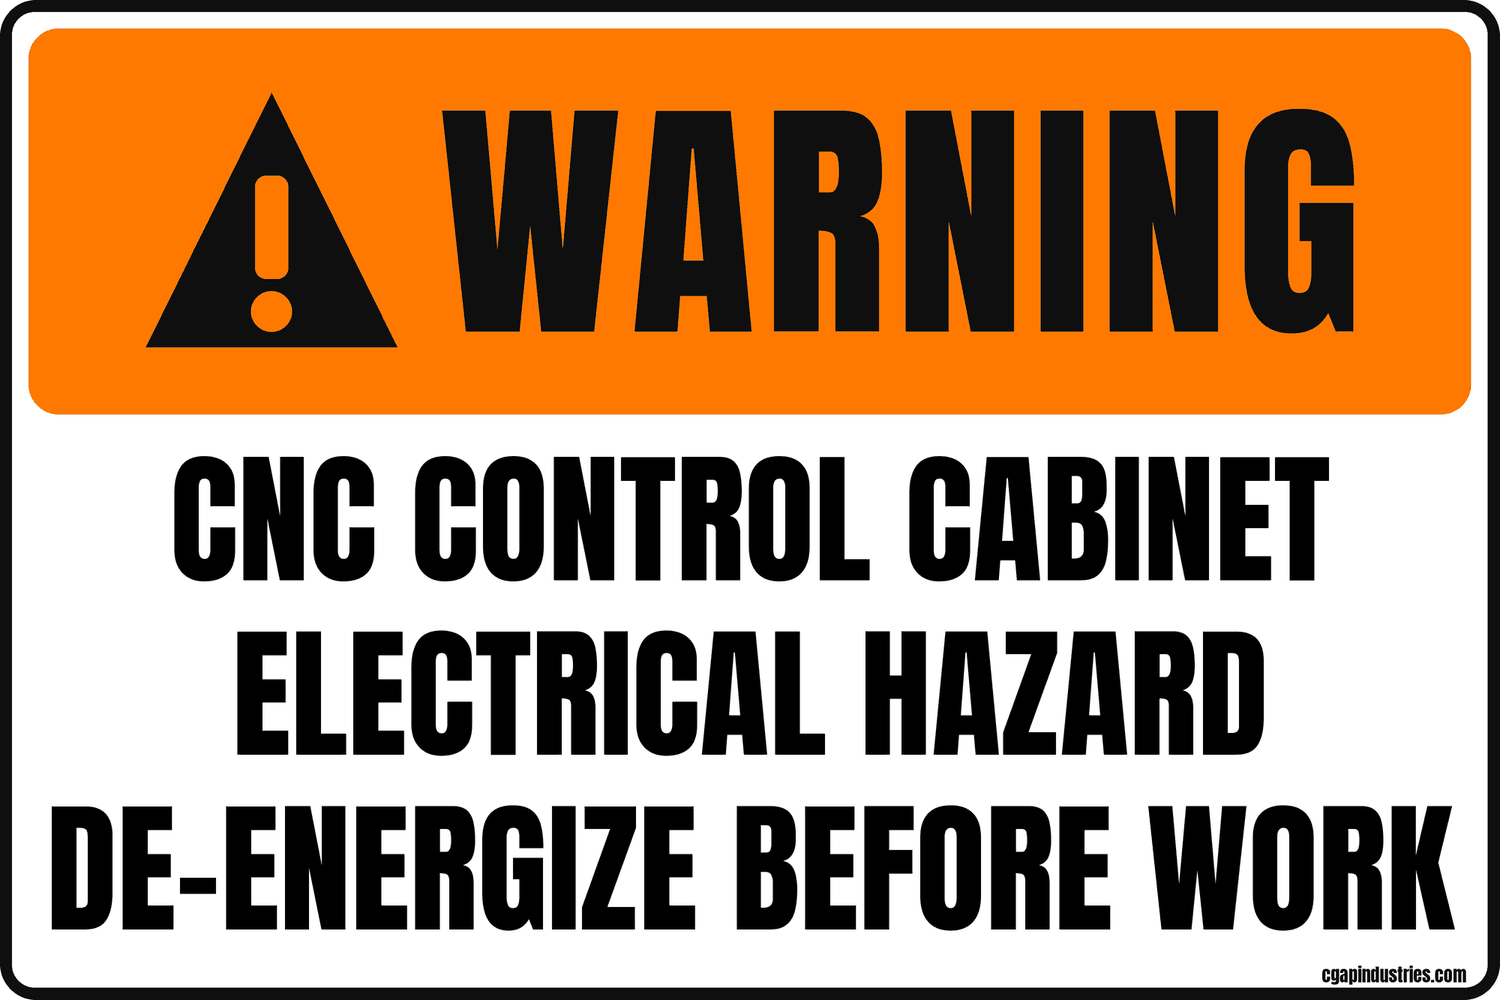 WARNING
CNC CONTROL CABINET
ELECTRICAL HAZARD
DE-ENERGIZE BEFORE WORK
cgapindustries.com